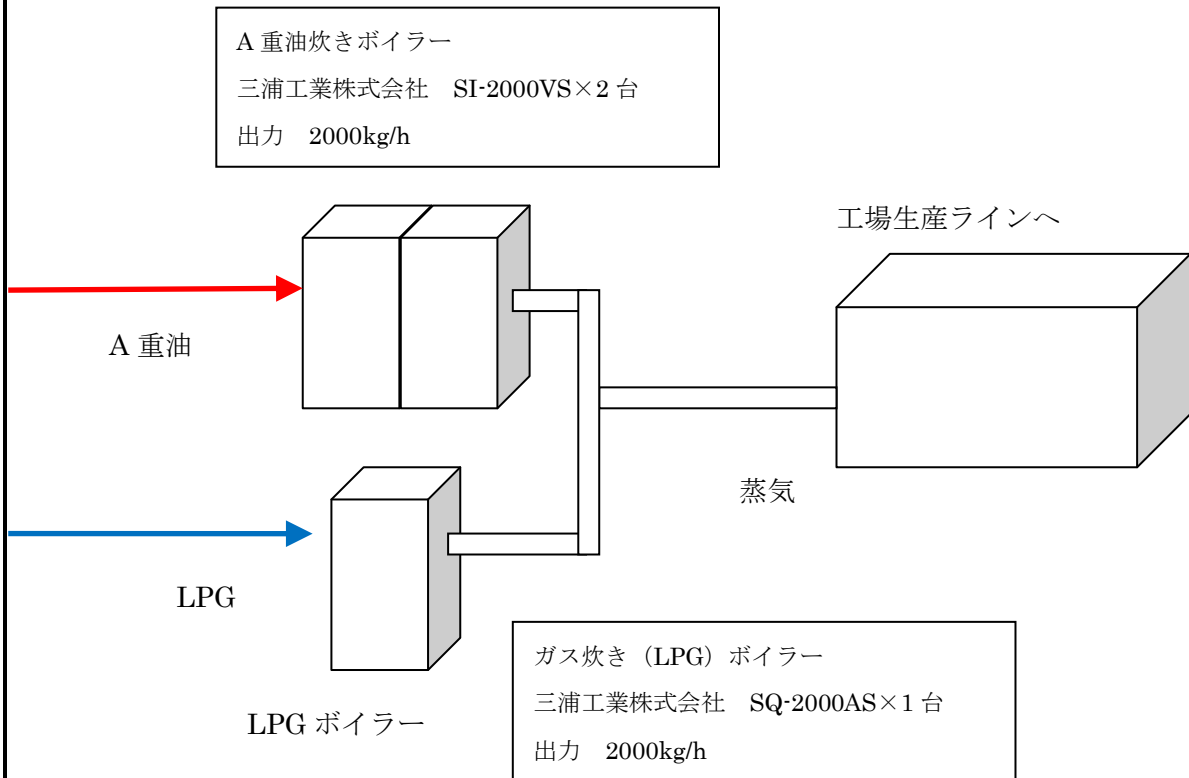 A 重油炊きボイラー
三浦工業株式会社　SI-2000VS×2 台
出力　2000kg/h
工場生産ラインへ
A 重油
蒸気
LPG
ガス炊き（LPG）ボイラー
三浦工業株式会社　SQ-2000AS×1 台
出力　2000kg/h
LPG ボイラー